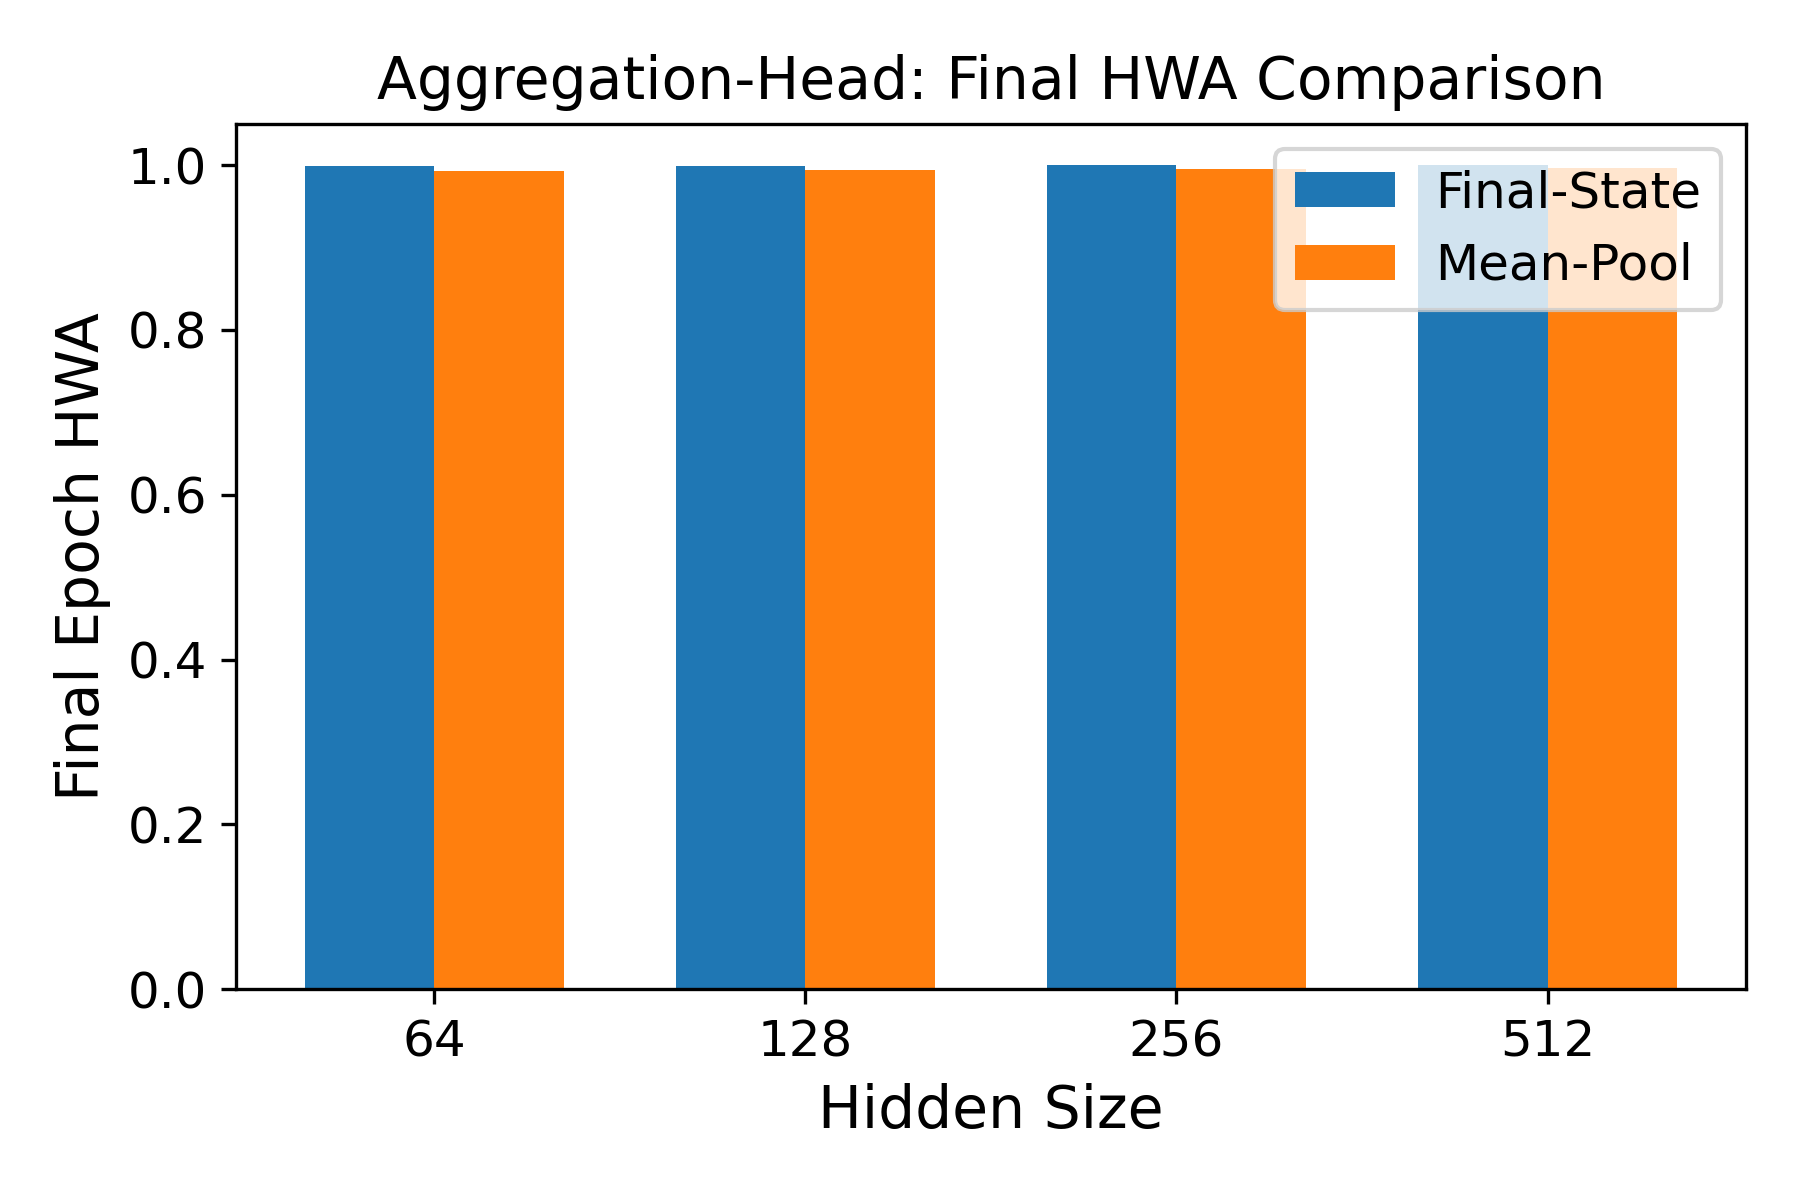 Aggregation-Head: Final HWA Comparison
Final-State
Mean-Pool
Final Epoch HWA
1.0
0.8
0.6
0.4
0.2
0.0
64 128 256 512
Hidden Size